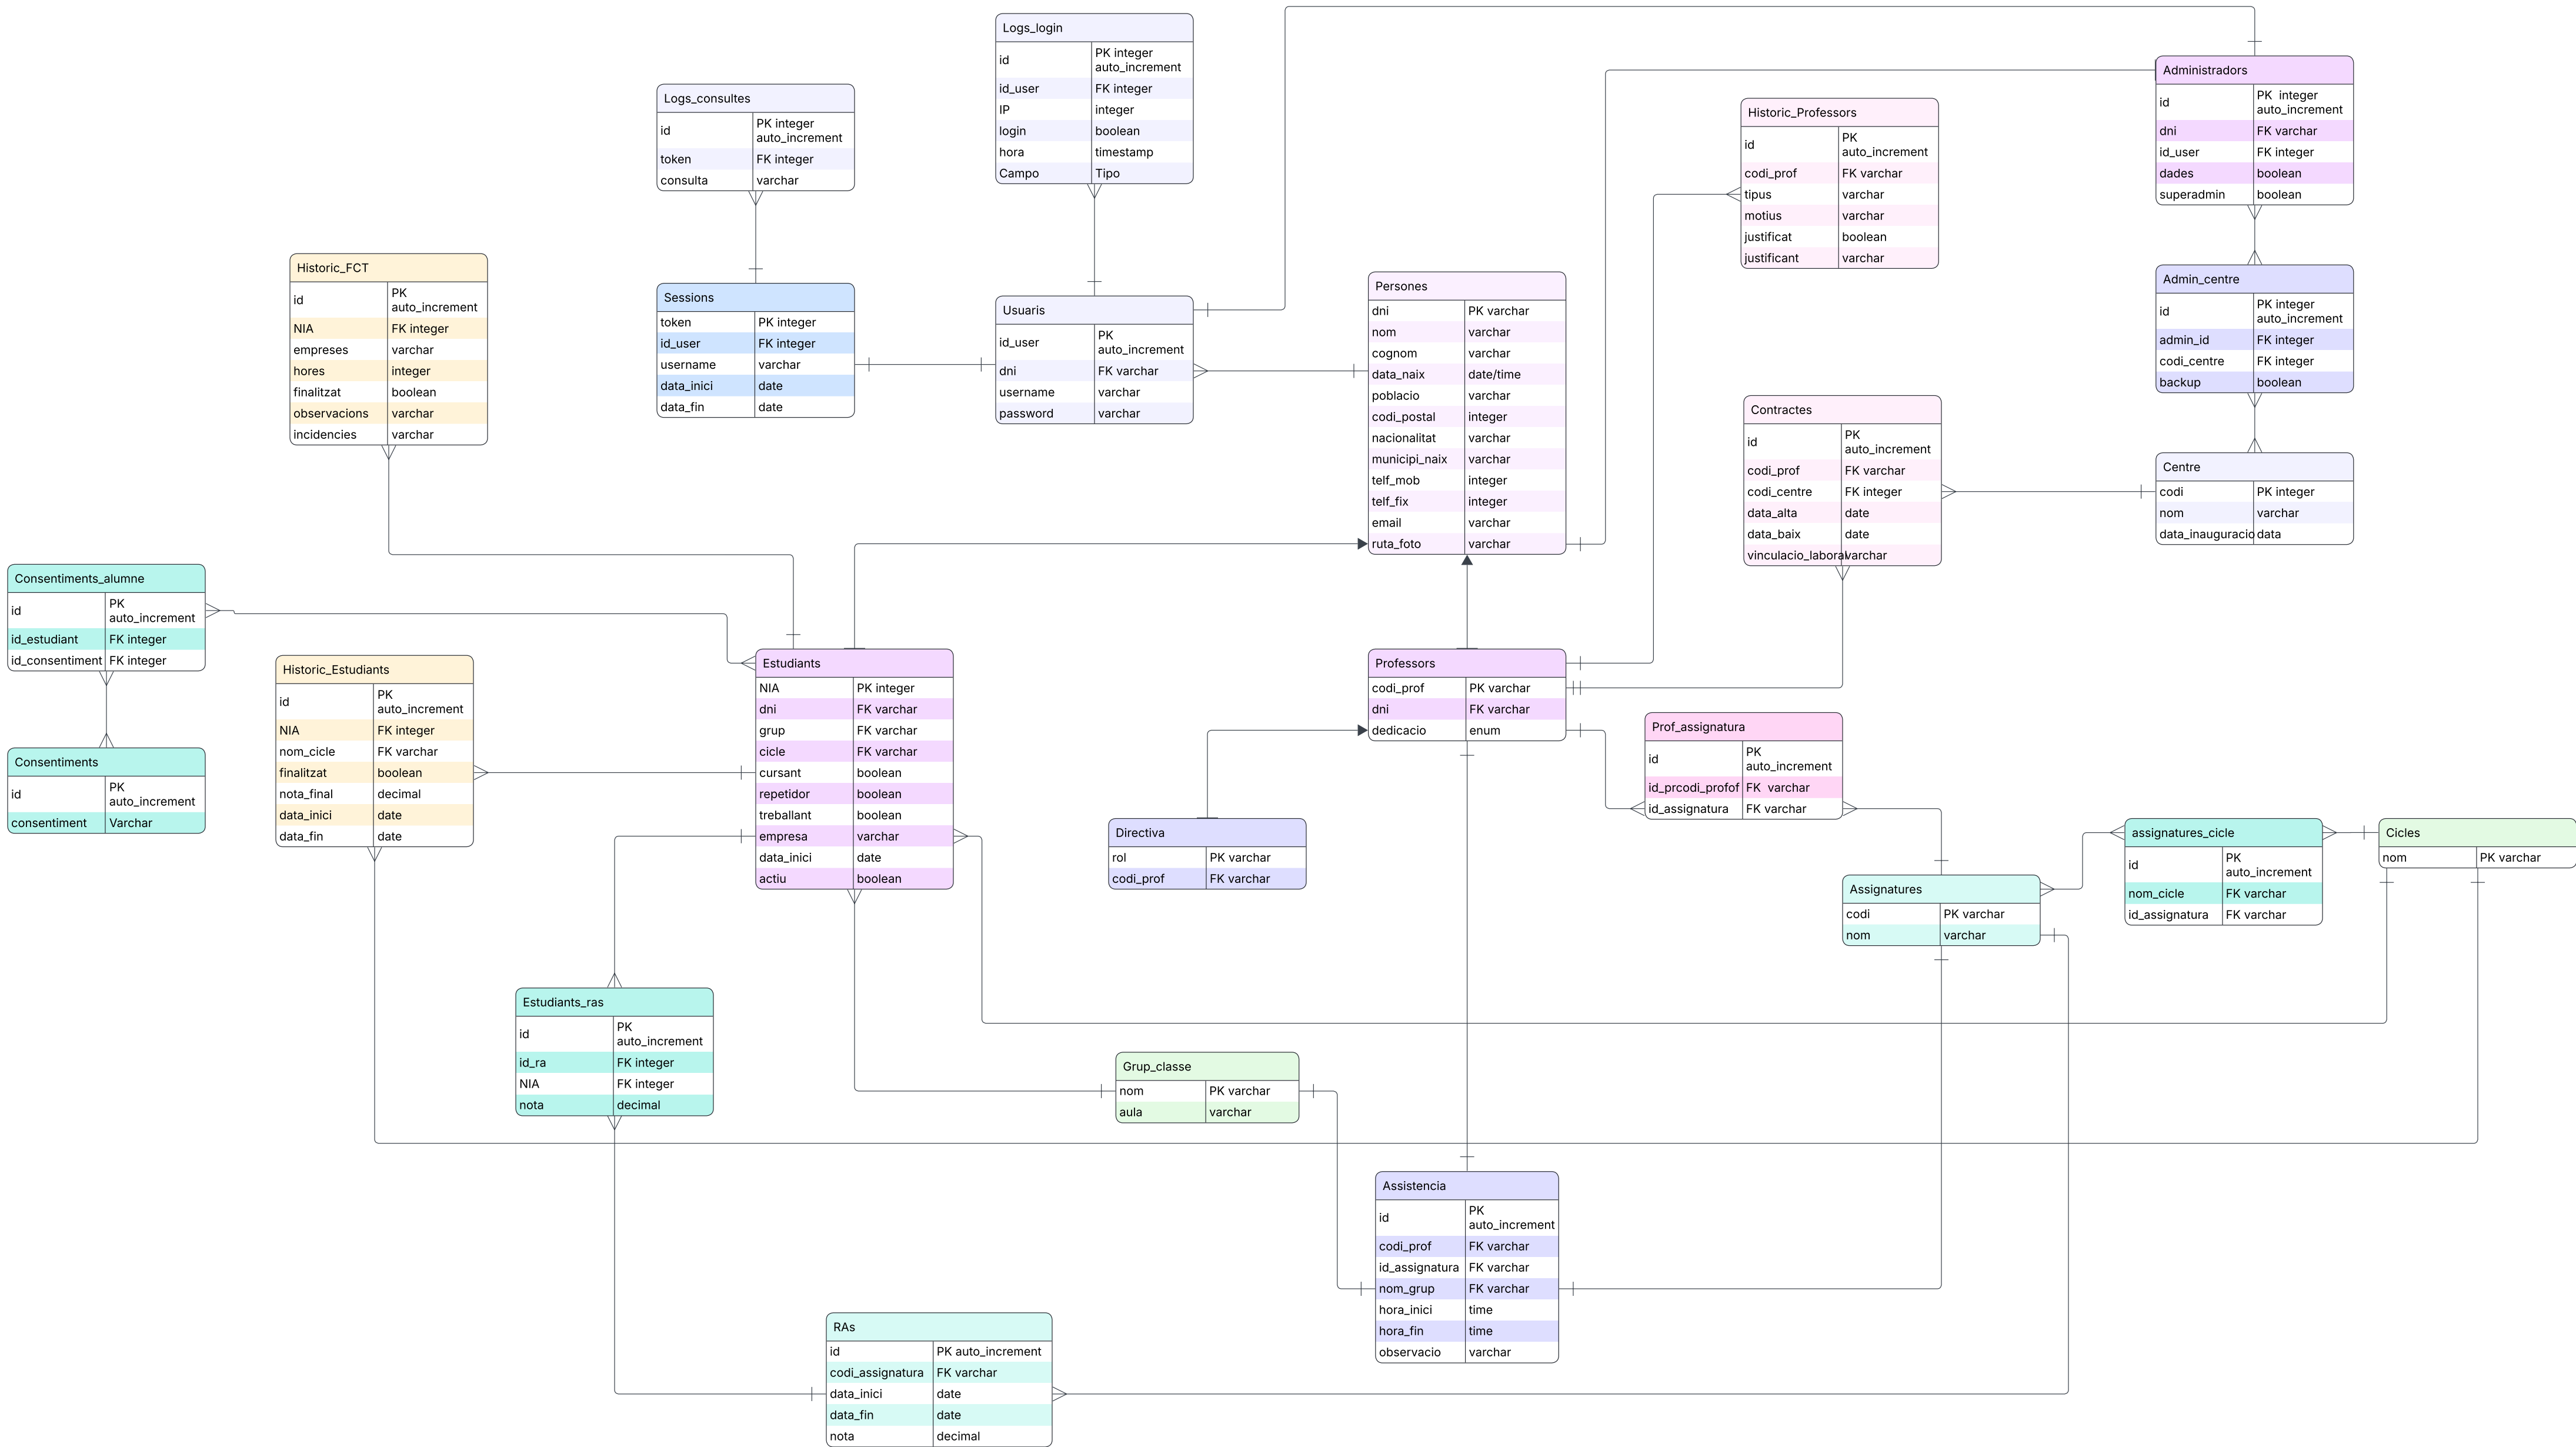 Logs_login
id PK integer
auto_increment
id_user FK integer
IP integer
login boolean
hora timestamp
Campo Tipo
Administradors
id PK  integer
auto_increment
dni FK varchar
id_user FK integer
dades boolean
superadmin boolean
Logs_consultes
id PK integer
auto_increment
token FK integer
consulta varchar
Historic_Professors
id PK
auto_increment
codi_prof FK varchar
tipus varchar
motius varchar
justificat boolean
justificant varchar
Historic_FCT
id PK
auto_increment
NIA FK integer
empreses varchar
hores integer
finalitzat boolean
observacions varchar
incidencies varchar
Sessions
token PK integer
id_user FK integer
username varchar
data_inici date
data_fin date
Usuaris
id_user PK
auto_increment
dni FK varchar
username varchar
password varchar
Persones
dni PK varchar
nom varchar
cognom varchar
data_naix date/time
poblacio varchar
codi_postal integer
nacionalitat varchar
municipi_naix varchar
telf_mob integer
telf_fix integer
email varchar
ruta_foto varchar
Admin_centre
id PK integer
auto_increment
admin_id FK integer
codi_centre FK integer
backup boolean
Contractes
id PK
auto_increment
codi_prof FK varchar
codi_centre FK integer
data_alta date
data_baix date
vinculacio_laboral varchar
Centre
codi PK integer
nom varchar
data_inauguracio data
Consentiments_alumne
id PK
auto_increment
id_estudiant FK integer
id_consentiment FK integer
Historic_Estudiants
id PK
auto_increment
NIA FK integer
nom_cicle FK varchar
finalitzat boolean
nota_final decimal
data_inici date
data_fin date
Estudiants
NIA PK integer
dni FK varchar
grup FK varchar
cicle FK varchar
cursant boolean
repetidor boolean
treballant boolean
empresa varchar
data_inici date
actiu boolean
Professors
codi_prof PK varchar
dni FK varchar
dedicacio enum
Prof_assignatura
id PK
auto_increment
id_prcodi_profof FK  varchar
id_assignatura FK varchar
Consentiments
id PK
auto_increment
consentiment Varchar
Directiva
rol PK varchar
codi_prof FK varchar
assignatures_cicle
id PK
auto_increment
nom_cicle FK varchar
id_assignatura FK varchar
Cicles
nom PK varchar
Assignatures
codi PK varchar
nom varchar
Estudiants_ras
id PK
auto_increment
id_ra FK integer
NIA FK integer
nota decimal
Grup_classe
nom PK varchar
aula varchar
Assistencia
id PK
auto_increment
codi_prof FK varchar
id_assignatura FK varchar
nom_grup FK varchar
hora_inici time
hora_fin time
observacio varchar
RAs
id PK auto_increment
codi_assignatura FK varchar
data_inici date
data_fin date
nota decimal